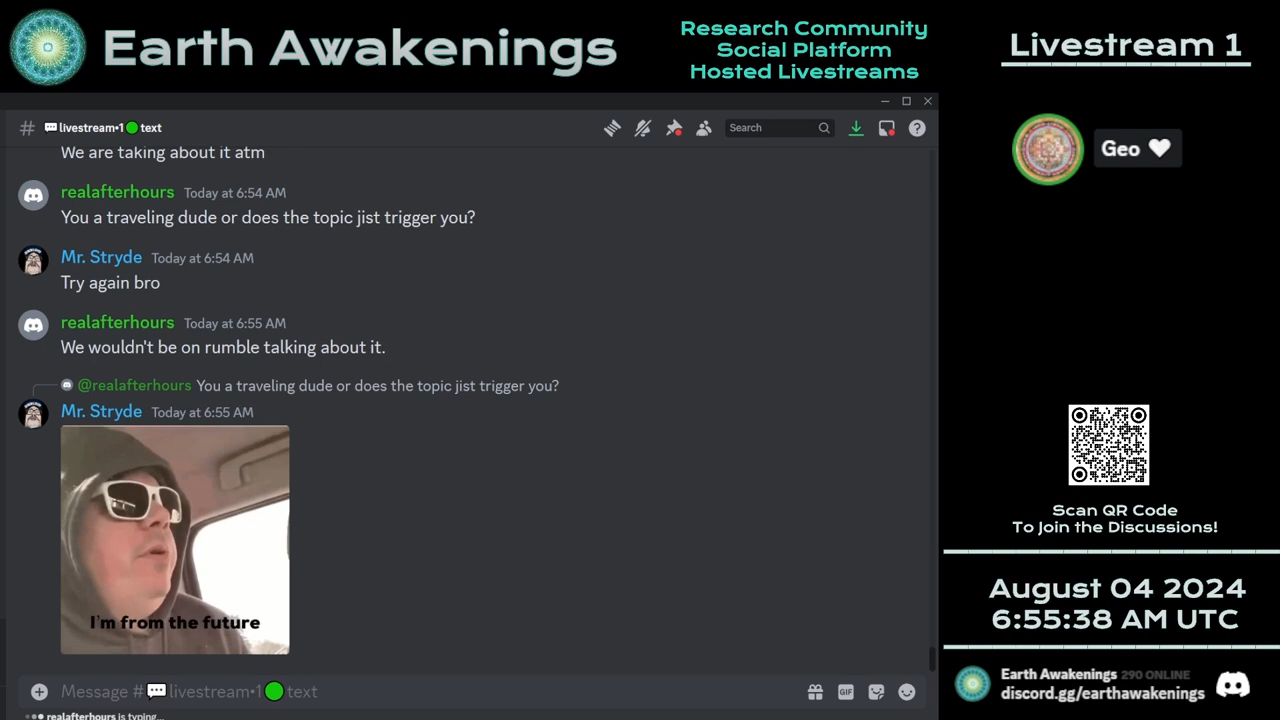 Earth Awakenings
Research Community
Social Platform
Hosted Livestreams
Livestream 1
# livestream•1 text
Search
We are taking about it atm
realafterhours Today at 6:54 AM
You a traveling dude or does the topic jist trigger you?
Mr. Stryde Today at 6:54 AM
Try again bro
realafterhours Today at 6:55 AM
We wouldn't be on rumble talking about it.
@realafterhours You a traveling dude or does the topic jist trigger you?
Mr. Stryde Today at 6:55 AM
I'm from the future
Message # livestream•1 text
GIF
realafterhours is typing...
Geo
Scan QR Code
To Join the Discussions!
August 04 2024
6:55:38 AM UTC
Earth Awakenings 290 ONLINE
discord.gg/earthawakenings